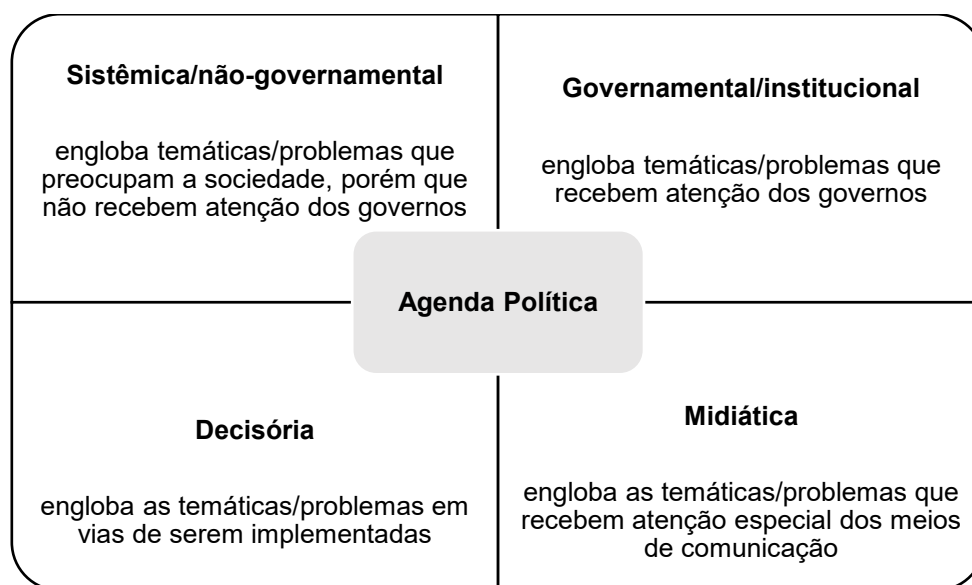 Sistêmica/não-governamental
engloba temáticas/problemas que
preocupam a sociedade, porém que
não recebem atenção dos governos
Governamental/institucional
engloba temáticas/problemas que
recebem atenção dos governos
Agenda Política
Decisória
engloba as temáticas/problemas em
vias de serem implementadas
Midiática
engloba as temáticas/problemas que
recebem atenção especial dos meios
de comunicação